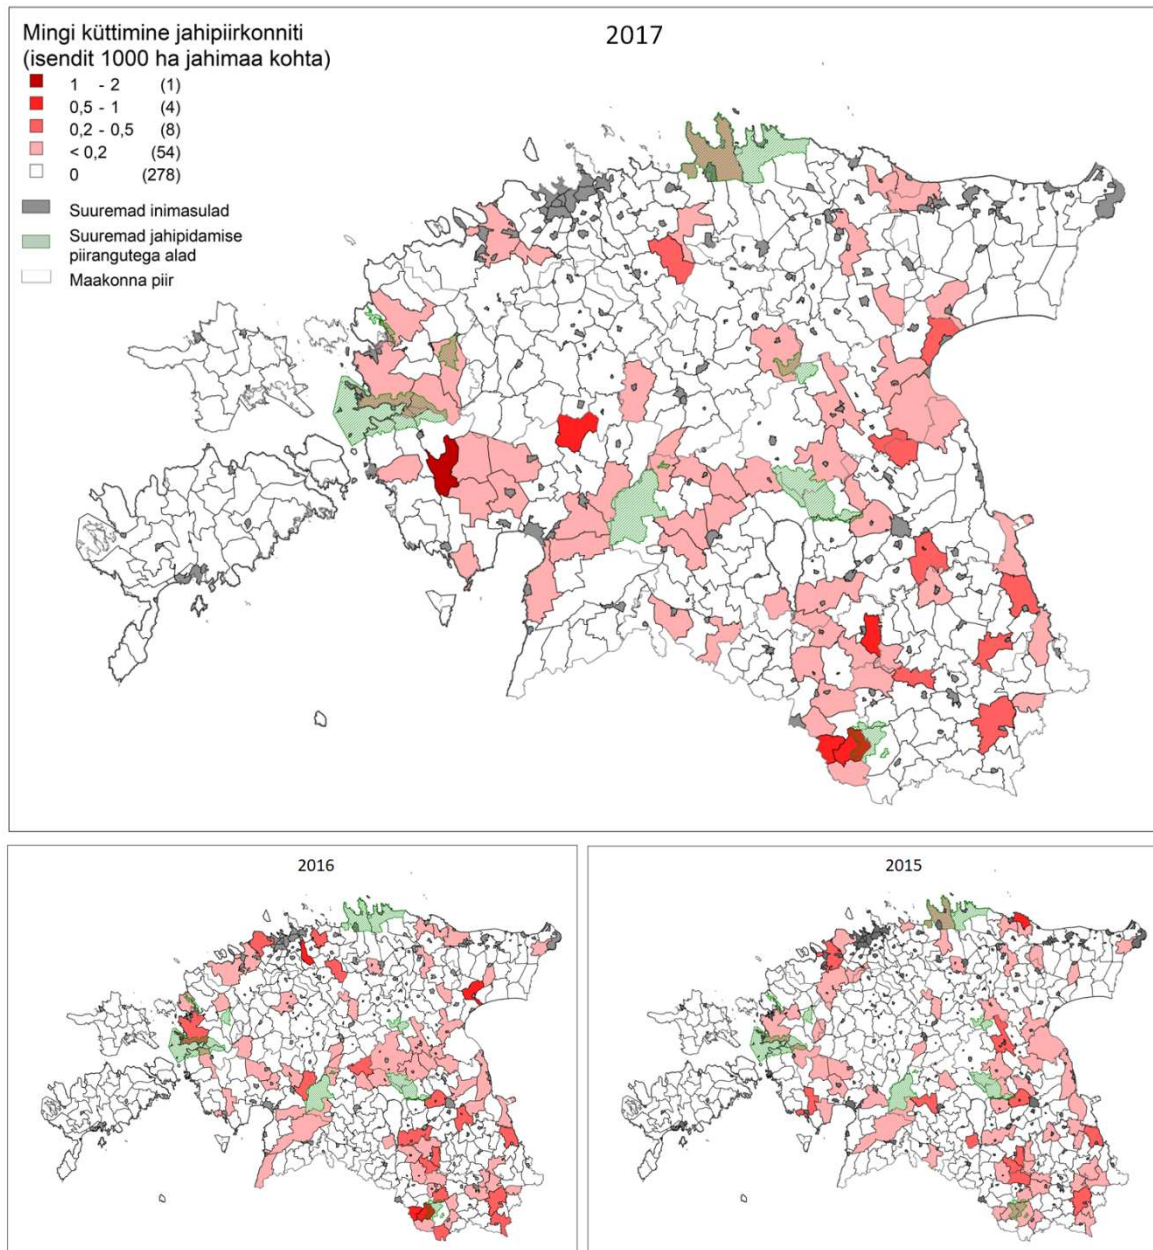 Mingi küttimine jahipiirkonniti
(isendit 1000 ha jahimaa kohta)
1 - 2 (1)
0,5 - 1 (4)
0,2 - 0,5 (8)
< 0,2 (54)
0 (278)
Suuremad inimasulad
Suuremad jahipidamise
piirangutega alad
Maakonna piir
2017
2016
2015